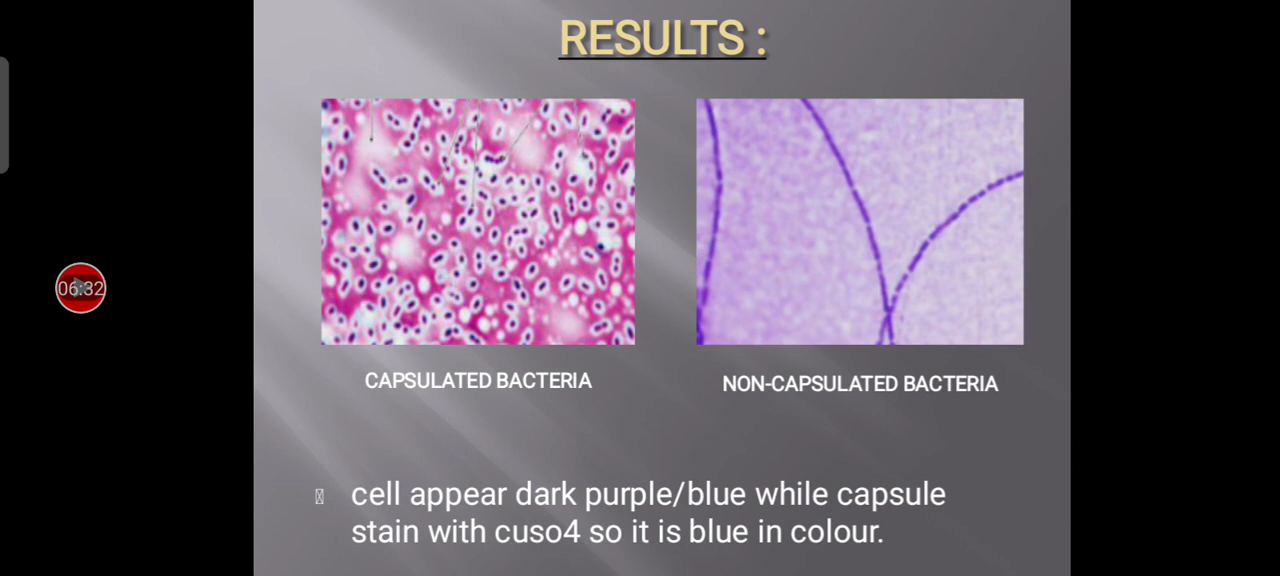 RESULTS :
06:32
CAPSULATED BACTERIA
NON-CAPSULATED BACTERIA
cell appear dark purple/blue while capsule
stain with cuso4 so it is blue in colour.